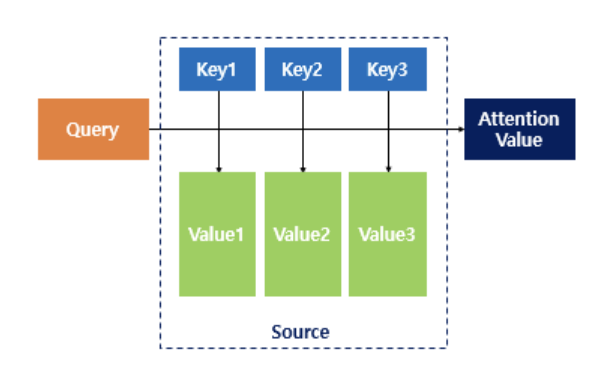 Key1 Key2 Key3
Query
Attention
Value
Value1 Value2 Value3
Source